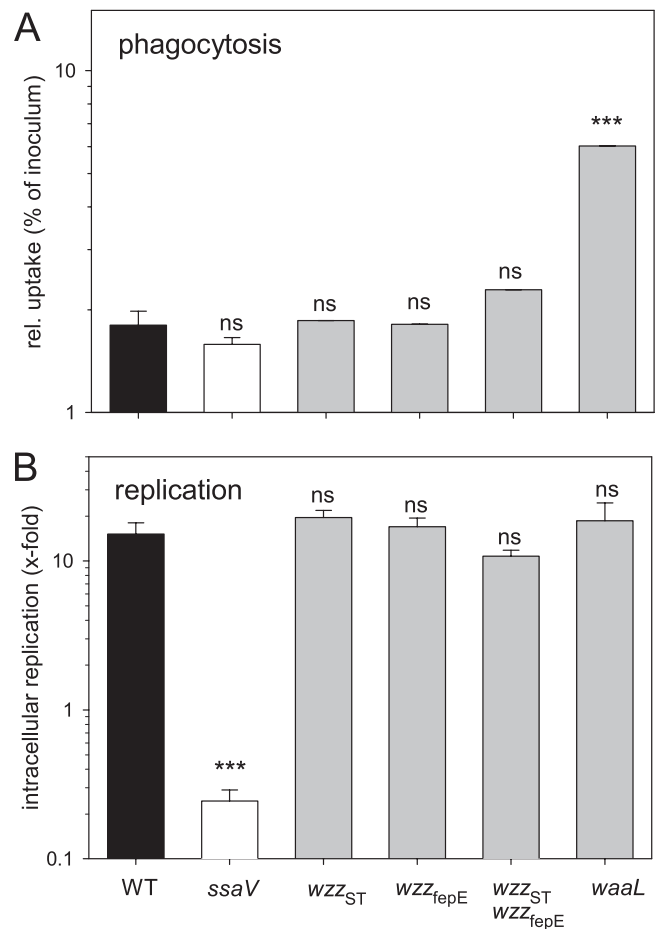 A
phagocytosis
rel. uptake (% of inoculum)
10
1
ns
ns
ns
ns
***
B
replication
intracellular replication (x-fold)
10
1
0.1
***
ns
ns
ns
ns
WT
ssaV
wzzST
wzzfepE
wzzST
wzzfepE
waaL